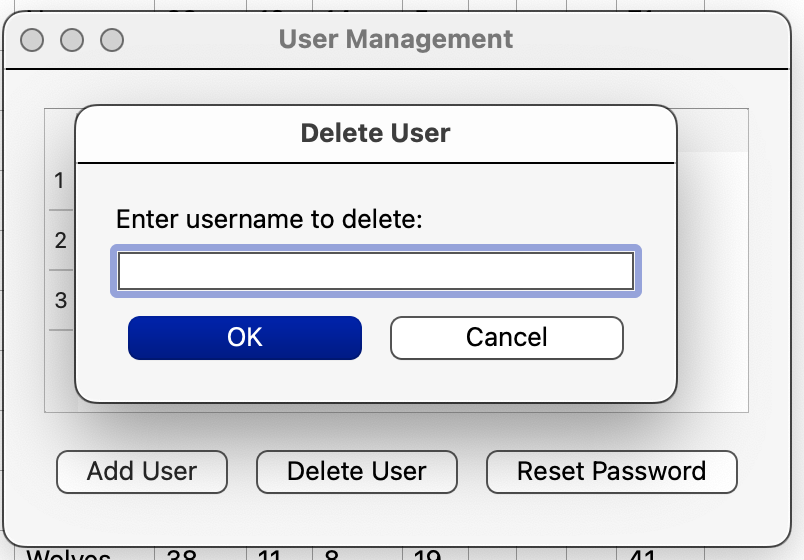 User Management
Delete User
1
Enter username to delete:
2
3
OK Cancel
Add User Delete User Reset Password
Wolves 38 11 8 19 41